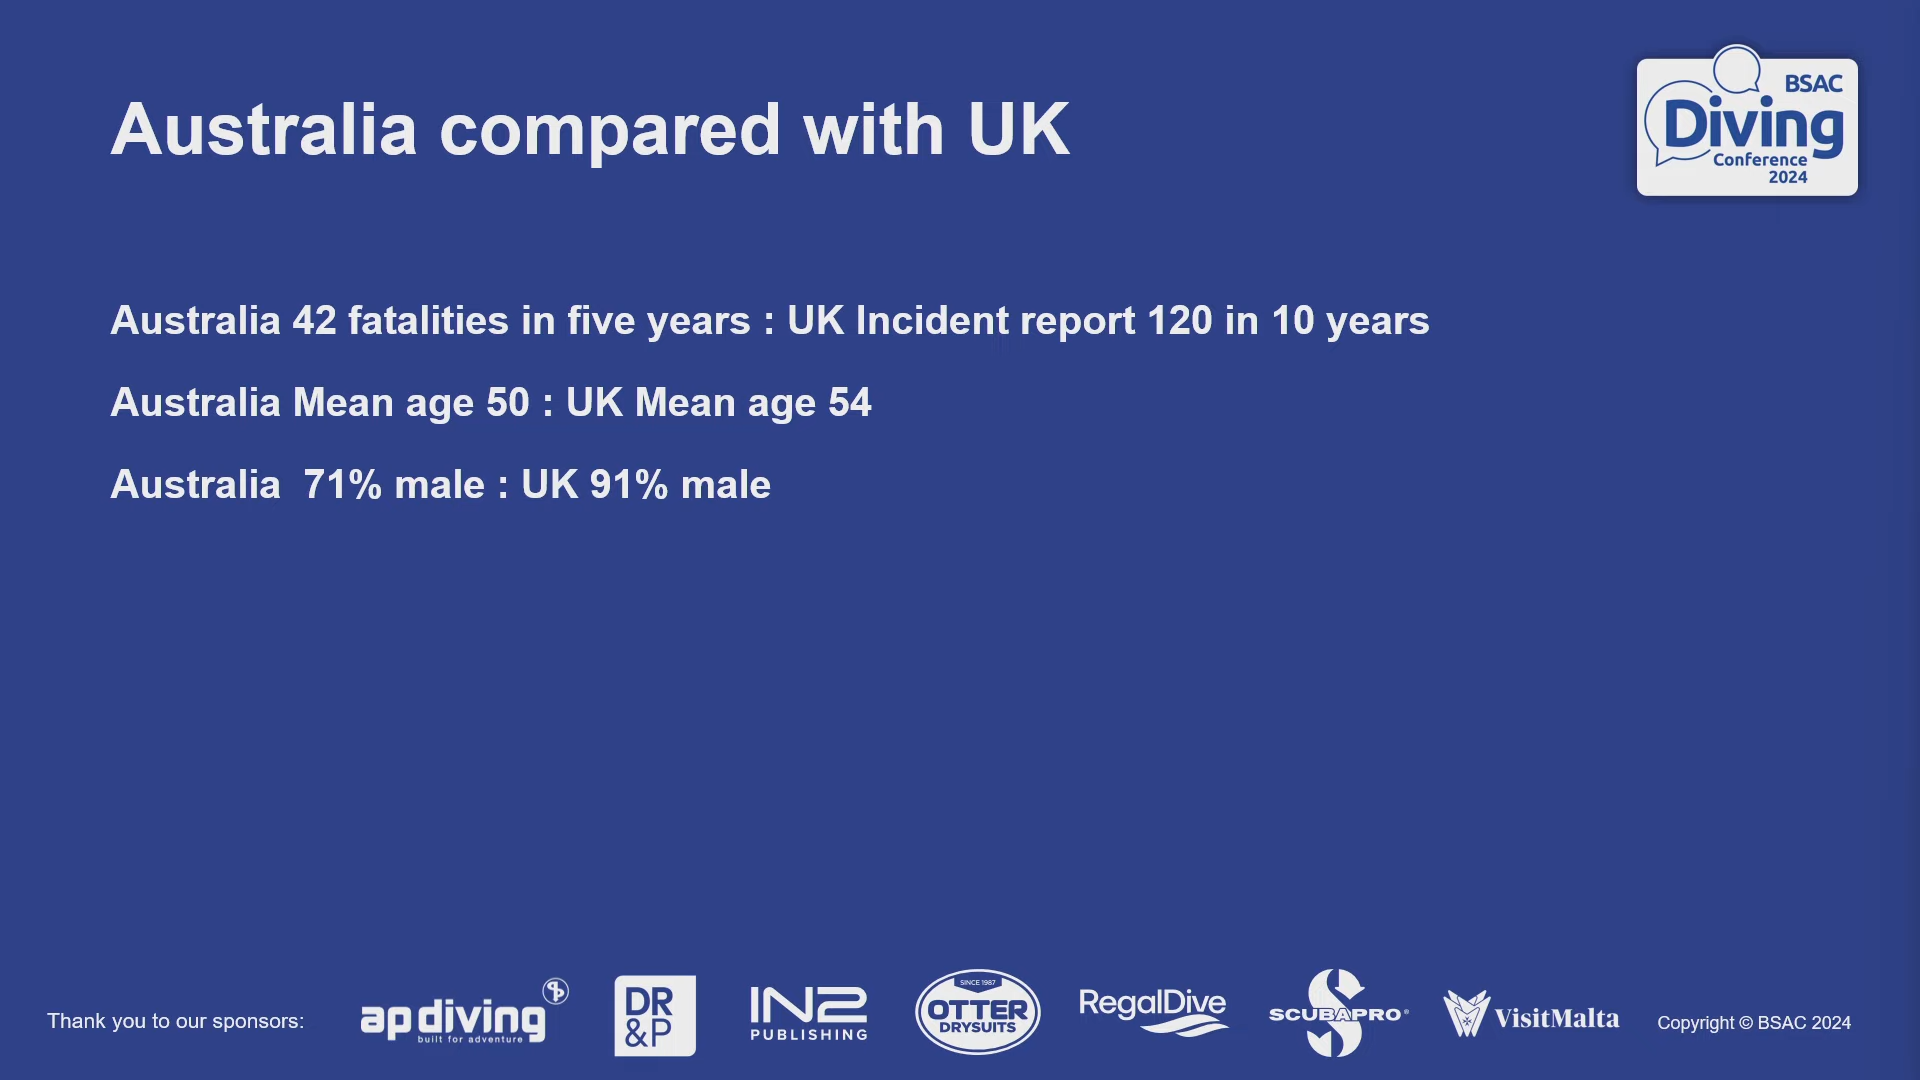 Australia compared with UK
BSAC
Diving
Conference
2024
Australia 42 fatalities in five years : UK Incident report 120 in 10 years
Australia Mean age 50 : UK Mean age 54
Australia  71% male : UK 91% male
Thank you to our sponsors:
ap diving
built for adventure
DR
&P
IN2
PUBLISHING
SINCE 1987
OTTER
DRYSUITS
RegalDive
SCUBAPRO®
VisitMalta
Copyright © BSAC 2024